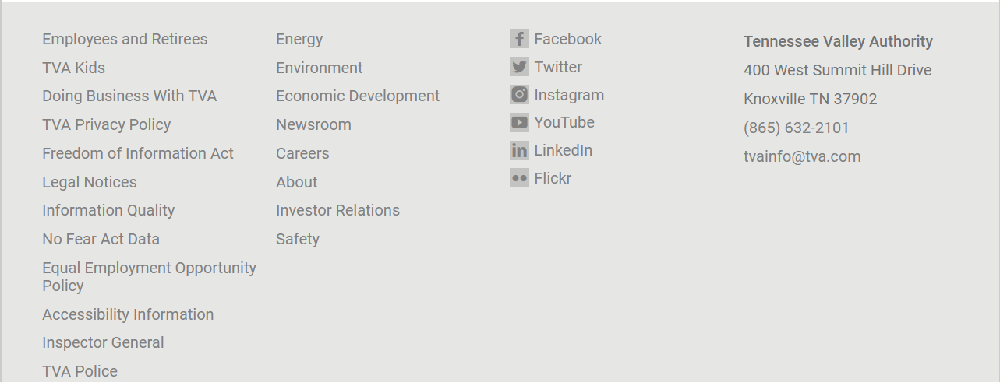 Employees and Retirees
TVA Kids
Doing Business With TVA
TVA Privacy Policy
Freedom of Information Act
Legal Notices
Information Quality
No Fear Act Data
Equal Employment Opportunity
Policy
Accessibility Information
Inspector General
TVA Police
Energy
Environment
Economic Development
Newsroom
Careers
About
Investor Relations
Safety
Facebook
Twitter
Instagram
YouTube
LinkedIn
Flickr
Tennessee Valley Authority
400 West Summit Hill Drive
Knoxville TN 37902
(865) 632-2101
tvainfo@tva.com